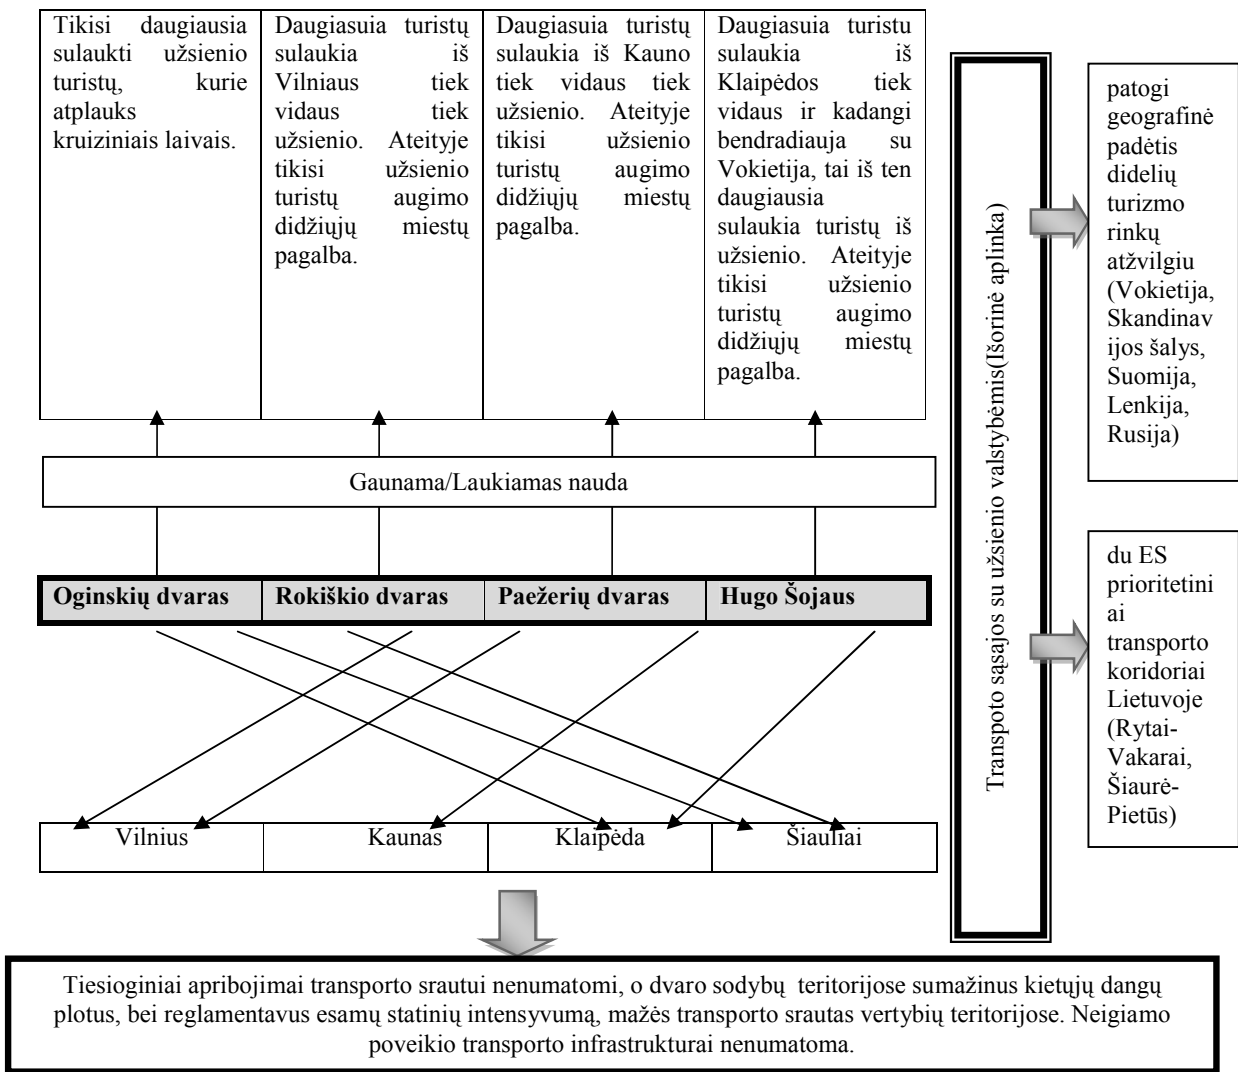 Tikisi daugiausia
sulaukti užsienio
turistų, kurie
atplauks
kruiziniais laivais.
Daugiasuia turistų
sulaukia iš
Vilniaus tiek
vidaus tiek
užsienio. Ateityje
tikisi užsienio
turistų augimo
didžiųjų miestų
pagalba.
Daugiasuia turistų
sulaukia iš Kauno
tiek vidaus tiek
užsienio. Ateityje
tikisi užsienio
turistų augimo
didžiųjų miestų
pagalba.
Daugiasuia turistu
sulaukia iš
Klaipėdos tiek
vidaus ir kadangi
bendradiauja su
Vokietija, tai iš ten
daugiausia
sulaukia turistų iš
užsienio. Ateityje
tikisi užsienio
turistų augimo
didžiųjų miestų
pagalba.
Gaunama/Laukiamas nauda
Oginskių dvaras
Rokiškio dvaras
Paežerių dvaras
Hugo Šojaus
Vilnius
Kaunas
Klaipėda
Šiauliai
Transpoto sąsajos su užsienio valstybėmis(Išorinė aplinka)
patogi
geografinė
padėtis
didelių
turizmo
rinkų
atžvilgiu
(Vokietija,
Skandinav
ijos šalys,
Suomija,
Lenkija,
Rusija)
du ES
prioritetini
ai
transporto
koridoriai
Lietuvoje
(Rytai-
Vakarai,
Šiaurė-
Pietūs)
Tiesioginiai apribojimai transporto srautui nenumatomi, o dvaro sodybų teritorijose sumažinus kietųjų dangų
plotus, bei reglamentavus esamų statinių intensyvumą, mažės transporto srautas vertybių teritorijose. Neigiamo
poveikio transporto infrastrukturai nenumatoma.